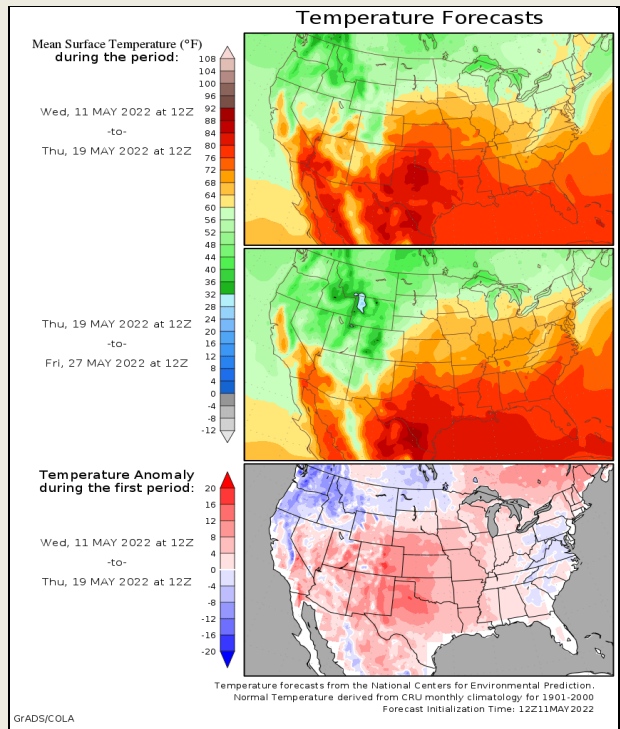 Temperature Forecasts
Mean Surface Temperature (°F)
during the period:
Wed, 11 MAY 2022 at 12Z
-to-
Thu, 19 MAY 2022 at 12Z
108
104
100
96
92
88
84
80
76
72
68
64
60
56
52
48
44
40
36
32
28
24
20
16
12
8
4
0
-4
-8
-12
Thu, 19 MAY 2022 at 12Z
-to-
Fri, 27 MAY 2022 at 12Z
Temperature Anomaly
during the first period:
Wed, 11 MAY 2022 at 12Z
-to-
Thu, 19 MAY 2022 at 12Z
20
16
12
8
4
0
-4
-8
-12
-16
-20
Temperature forecasts from the National Centers for Environmental Prediction.
Normal Temperature derived from CRU monthly climatology for 1901-2000
Forecast Initialization Time: 12Z11MAY2022
GrADS/COLA